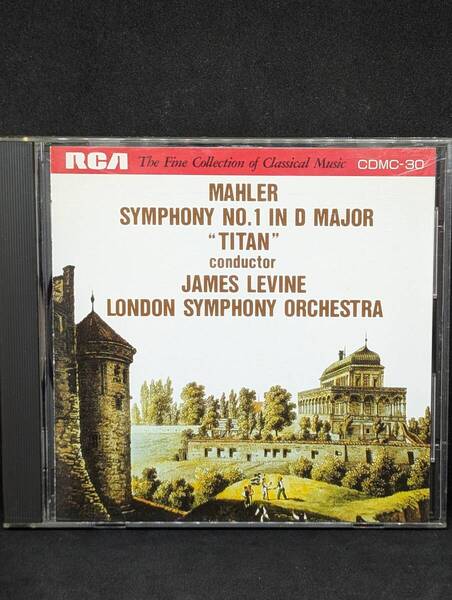 RCA The Fine Collection of Classical Music CDMC-30
MAHLER
SYMPHONY NO.1 IN D MAJOR
"TITAN"
conductor
JAMES LEVINE
LONDON SYMPHONY ORCHESTRA